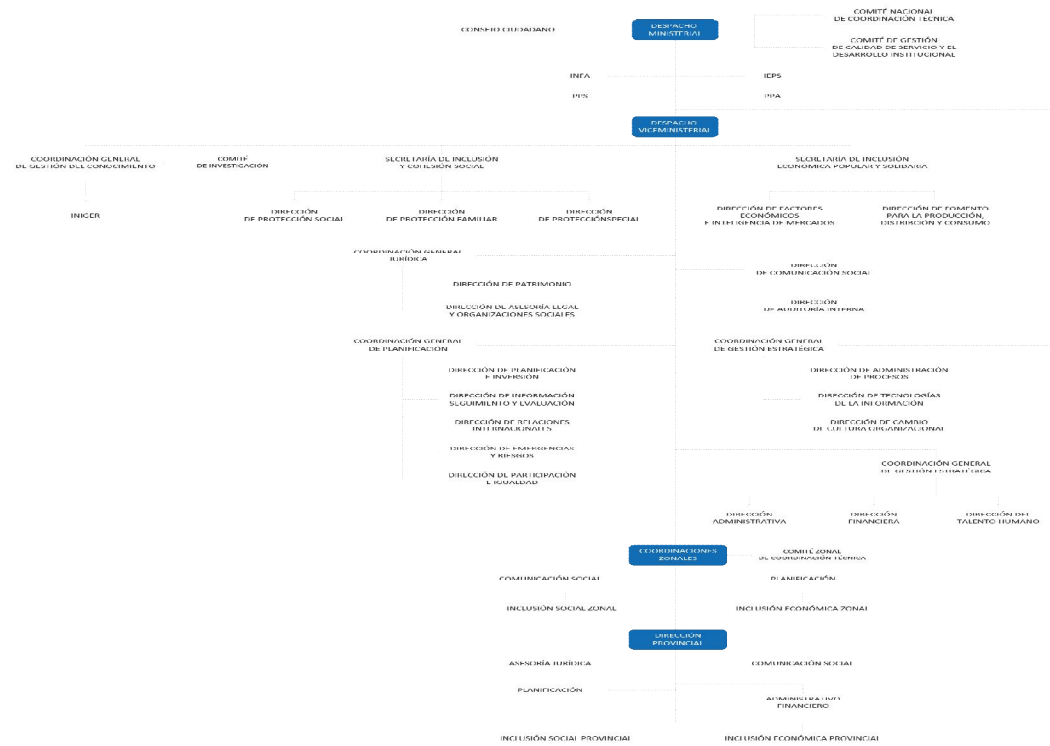 CONSEJO CIUDADANO
DESPACHO
MINISTERIAL
COMITÉ NACIONAL
DE COORDINACIÓN TÉCNICA
COMITÉ DE GESTIÓN
DE CALIDAD DE SERVICIO Y EL
DESARROLLO INSTITUCIONAL
INFA
IEPS
PPS
PPA
DESPACHO
VICEMINISTERIAL
COORDINACIÓN GENERAL
DE GESTIÓN DEL CONOCIMIENTO
COMITÉ
DE INVESTIGACIÓN
SECRETARÍA DE INCLUSIÓN
Y COHESIÓN SOCIAL
SECRETARÍA DE INCLUSIÓN
ECONÓMICA POPULAR Y SOLIDARIA
INIGER
DIRECCIÓN
DE PROTECCIÓN SOCIAL
DIRECCIÓN
DE PROTECCIÓN FAMILIAR
DIRECCIÓN
DE PROTECCIÓNSPECIAL
DIRECCIÓN DE FACTORES
ECONÓMICOS
E INTELIGENCIA DE MERCADOS
DIRECCIÓN DE FOMENTO
PARA LA PRODUCCIÓN,
DISTRIBCIÓN Y CONSUMO
COORDINACIÓN GENERAL
JURÍDICA
DIRECCIÓN
DE COMUNICACIÓN SOCIAL
DIRECCIÓN DE PATRIMONIO
DIRECCIÓN DE ASESORÍA LEGAL
Y ORGANIZACIONES SOCIALES
DIRECCIÓN
DE AUDITORÍA INTERNA
COORDINACIÓN GENERAL
DE PLANIFICACIÓN
COORDINACIÓN GENERAL
DE GESTIÓN ESTRATÉGICA
DIRECCIÓN DE PLANIFICACIÓN
E INVERSIÓN
DIRECCIÓN DE ADMINISTRACIÓN
DE PROCESOS
DIRECCIÓN DE INFORMACIÓN
SEGUIMIENTO Y EVALUACIÓN
DIRECCIÓN DE TECNOLOGÍAS
DE LA INFORMACIÓN
DIRECCIÓN DE RELACIONES
INTERNACIONALES
DIRECCIÓN DE CAMBIO
DE CULTURA ORGANIZACIONAL
DIRECCIÓN DE EMERGENCIAS
Y RIESGOS
COORDINACIÓN GENERAL
DE GESTIÓN ESTRATÉGICA
DIRECCIÓN DE PARTICIPACIÓN
E IGUALDAD
DIRECCIÓN
ADMINISTRATIVA
DIRECCIÓN
FINANCIERA
DIRECCIÓN DEL
TALENTO HUMANO
COORDINACIONES
ZONALES
COMITÉ ZONAL
DE COORDINACIÓN TÉCNICA
COMUNICACIÓN SOCIAL
PLANIFICACIÓN
INCLUSIÓN SOCIAL ZONAL
INCLUSIÓN ECONÓMICA ZONAL
DIRECCIÓN
PROVINCIAL
ASESORÍA JURÍDICA
COMUNICACIÓN SOCIAL
PLANIFICACIÓN
ADMINISTRATIVO
FINANCIERO
INCLUSIÓN SOCIAL PROVINCIAL
INCLUSIÓN ECONÓMICA PROVINCIAL